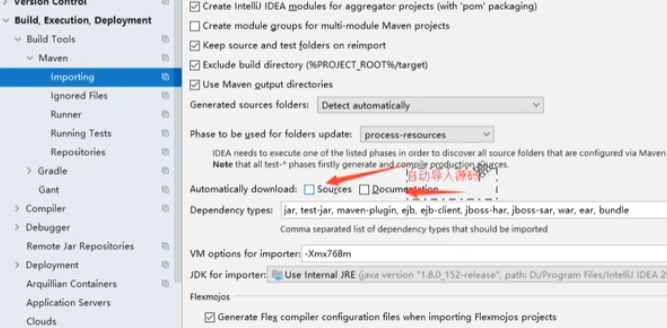 Version Control
Build, Execution, Deployment
Build Tools
Maven
Importing
Ignored Files
Runner
Running Tests
Repositories
Gradle
Gant
Compiler
Debugger
Remote Jar Repositories
Deployment
Arquillian Containers
Application Servers
Clouds
Create IntelliJ IDEA modules for aggregator projects (with 'pom' packaging)
Create module groups for multi-module Maven projects
Keep source and test folders on reimport
Exclude build directory (%PROJECT_ROOT%/target)
Use Maven output directories
Generated sources folders: Detect automatically
Phase to be used for folders update: process-resources
IDEA needs to execute one of the listed phases in order to discover all source folders that are configured via Maven
Note that all test-* phases firstly generate and compile production sources.
自动导入源码
Automatically download: Sources Documentation
Dependency types: jar, test-jar, maven-plugin, ejb, ejb-client, jboss-har, jboss-sar, war, ear, bundle
Comma separated list of dependency types that should be imported
VM options for importer: -Xmx768m
JDK for importer: Use Internal JRE (java version "1.8.0_152-release", path: D:/Program Files/IntelliJ IDEA 20
Flexmojos
Generate Flex compiler configuration files when importing Flexmojos projects